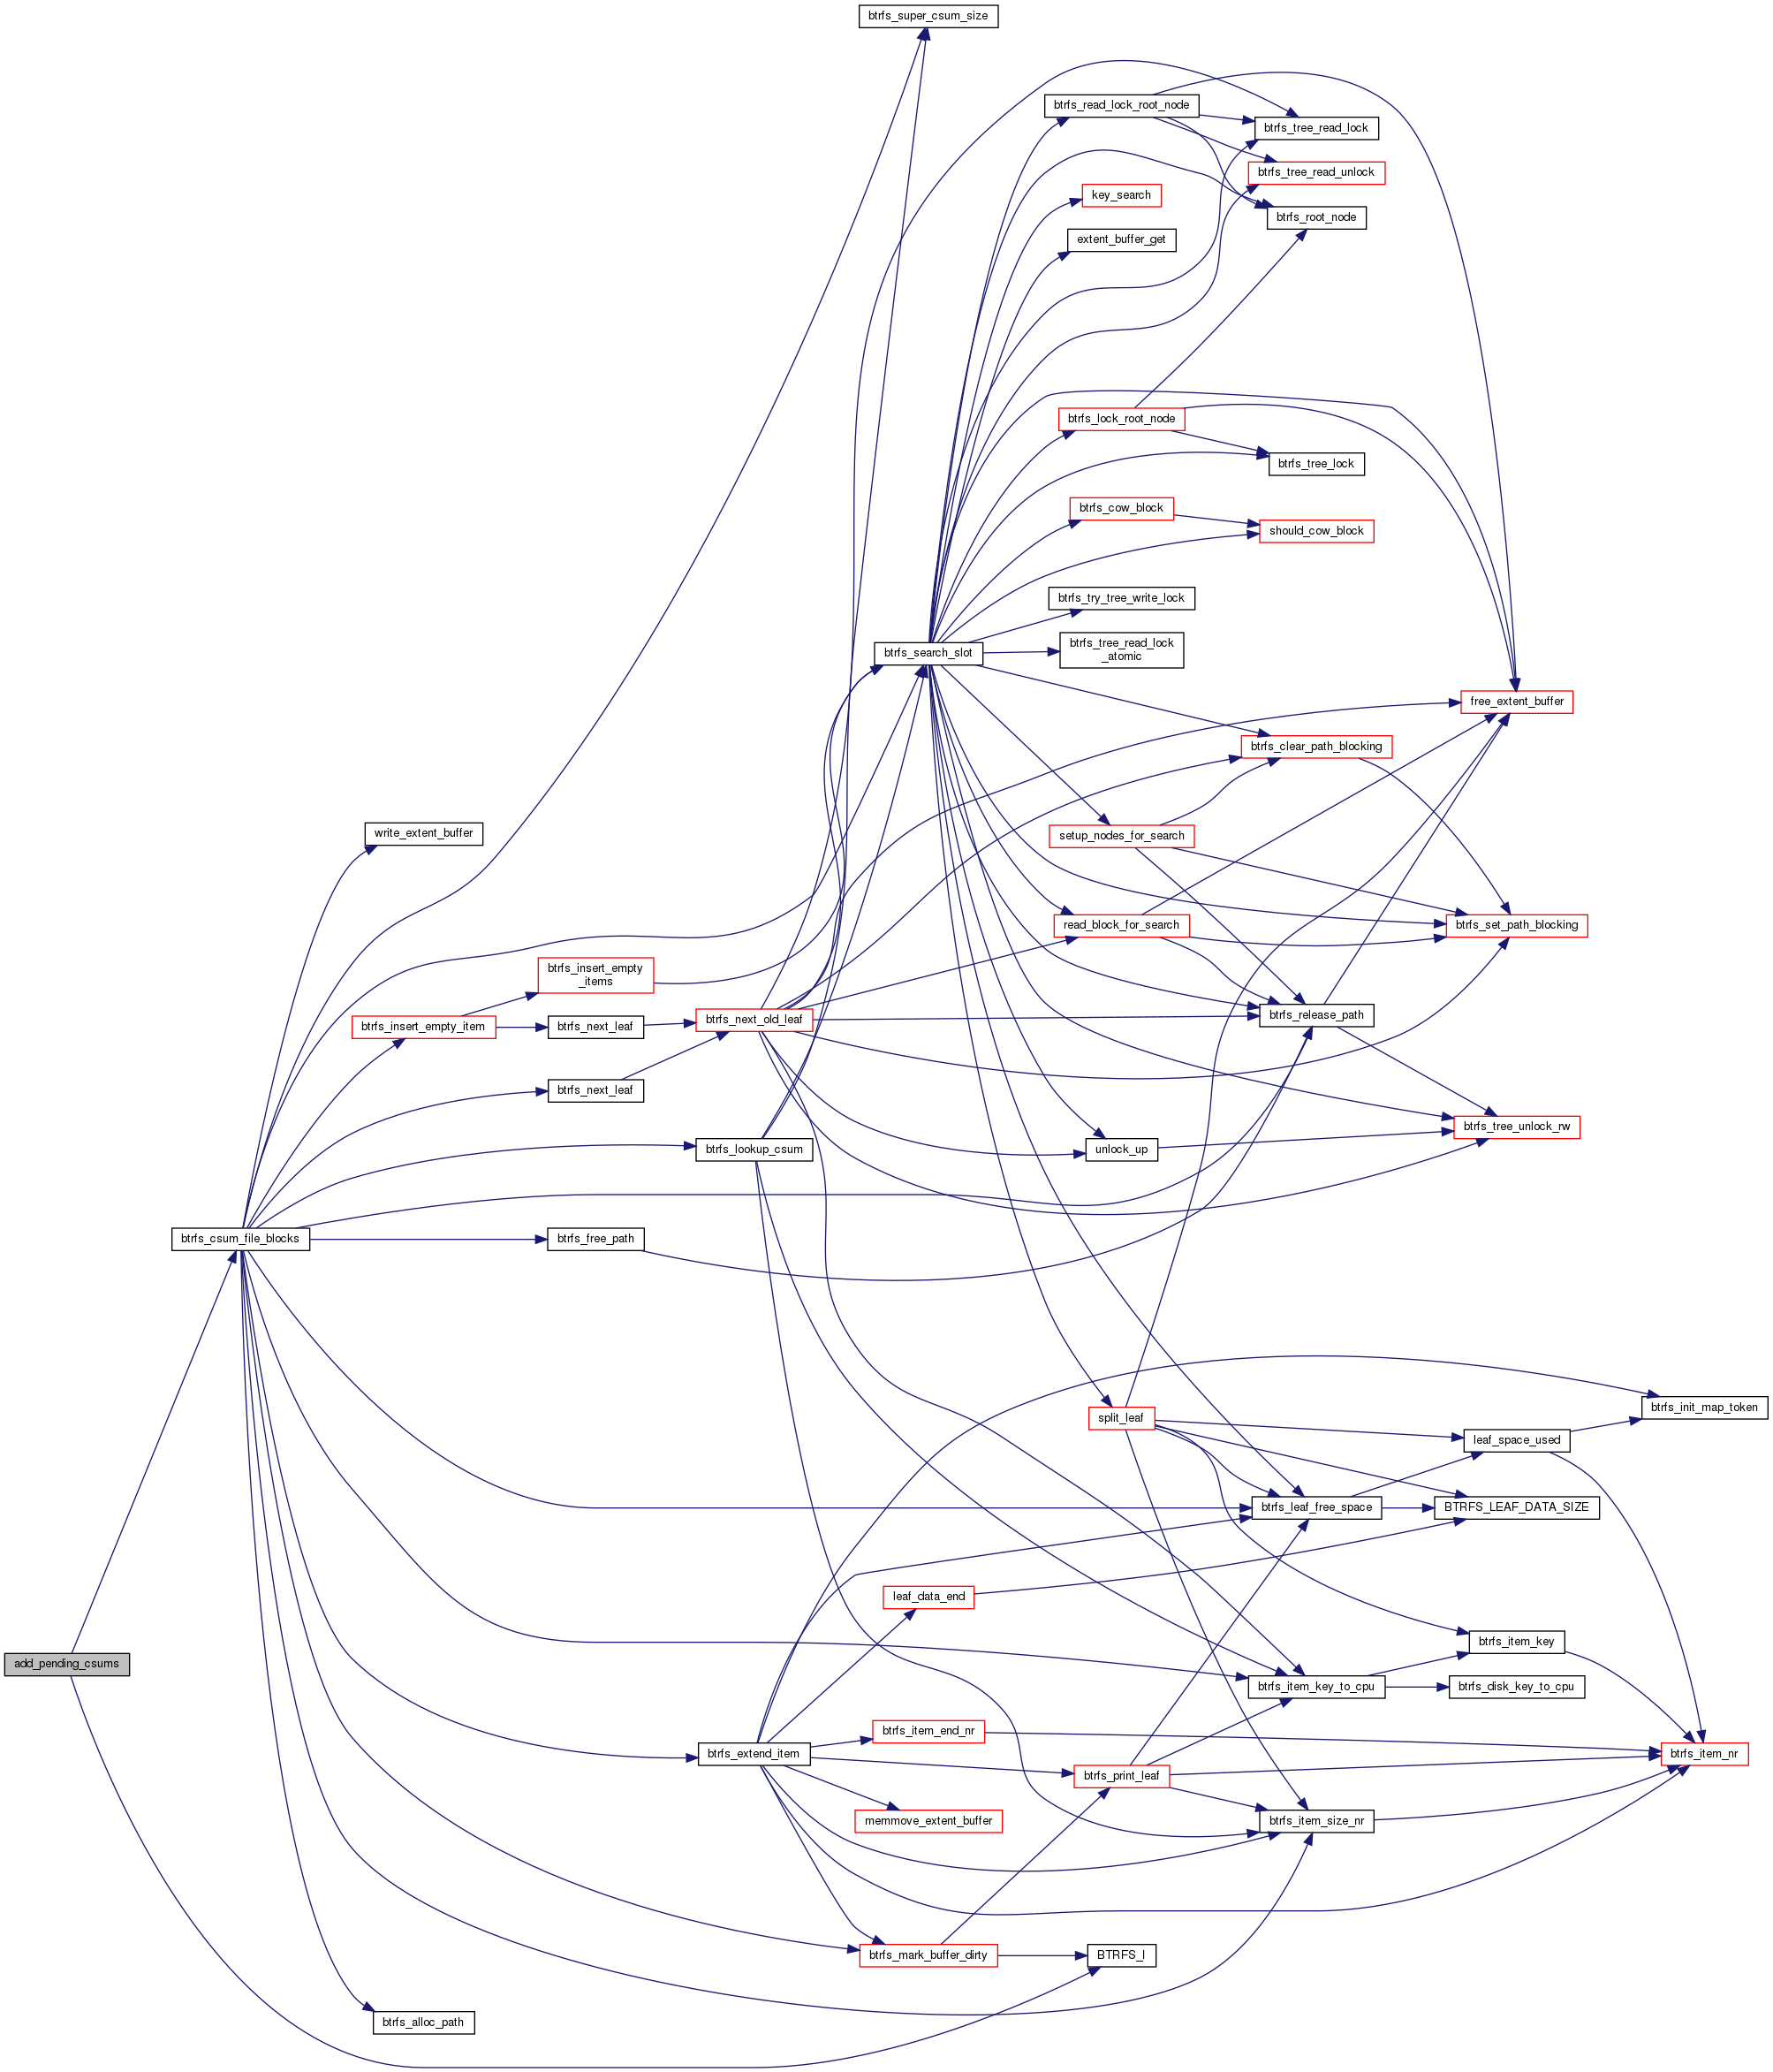 btrfs_super_csum_size
btrfs_read_lock_root_node
btrfs_tree_read_lock
btrfs_tree_read_unlock
key_search
btrfs_root_node
extent_buffer_get
btrfs_lock_root_node
btrfs_tree_lock
btrfs_cow_block
should_cow_block
btrfs_try_tree_write_lock
btrfs_search_slot
btrfs_tree_read_lock
_atomic
free_extent_buffer
btrfs_clear_path_blocking
write_extent_buffer
setup_nodes_for_search
read_block_for_search
btrfs_set_path_blocking
btrfs_insert_empty
_items
btrfs_insert_empty_item
btrfs_next_leaf
btrfs_next_old_leaf
btrfs_release_path
btrfs_next_leaf
btrfs_tree_unlock_rw
btrfs_lookup_csum
unlock_up
btrfs_csum_file_blocks
btrfs_free_path
btrfs_init_map_token
split_leaf
leaf_space_used
btrfs_leaf_free_space
BTRFS_LEAF_DATA_SIZE
leaf_data_end
btrfs_item_key
add_pending_csums
btrfs_item_key_to_cpu
btrfs_disk_key_to_cpu
btrfs_item_end_nr
btrfs_extend_item
btrfs_item_nr
btrfs_print_leaf
memmove_extent_buffer
btrfs_item_size_nr
btrfs_mark_buffer_dirty
BTRFS_I
btrfs_alloc_path